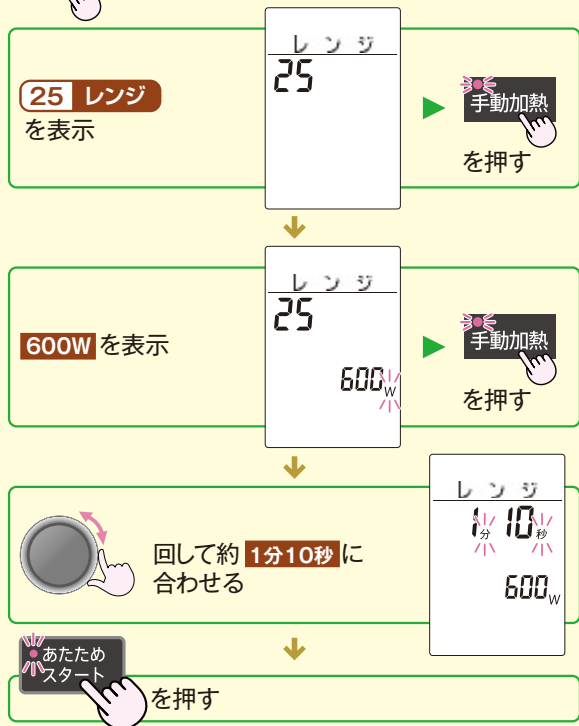 レンジ
25
25 レンジ
を表示
手動加熱
を押す
レンジ
25
600W を表示
600W
手動加熱
を押す
レンジ
1分10秒
600W
回して約 1分10秒 に
合わせる
あたため
スタート
を押す